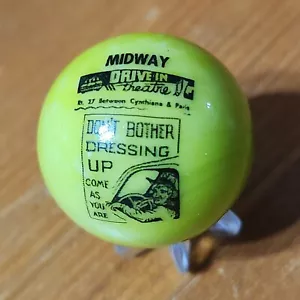 MIDWAY
DRIVE IN
theatre
Rt. 27 Between Cynthiana & Paris
DON'T BOTHER
DRESSING
UP
COME
AS
YOU
ARE